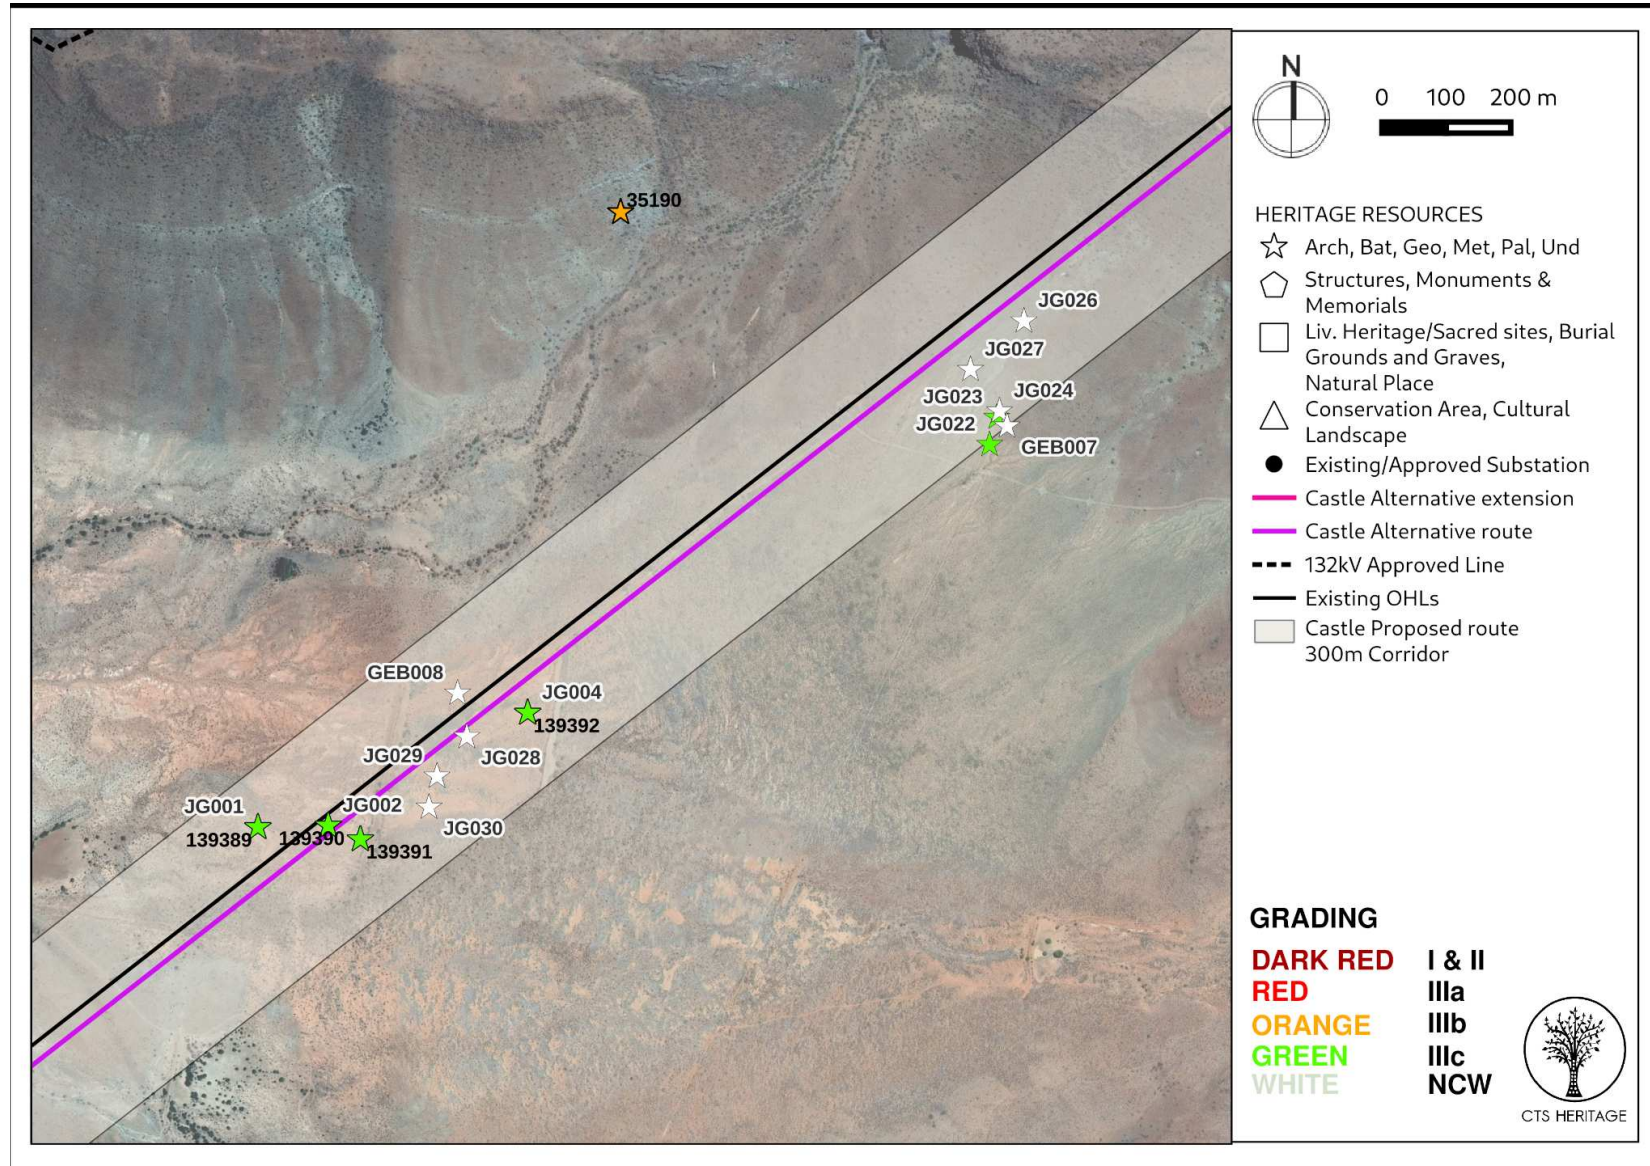 35190
JG026
JG027
JG023
JG024
JG022
GEB007
GEB008
JG004
139392
JG029
JG028
JG001
JG002
139389
139390
139391
JG030
N
0 100 200 m
HERITAGE RESOURCES
Arch, Bat, Geo, Met, Pal, Und
Structures, Monuments &
Memorials
Liv. Heritage/Sacred sites, Burial
Grounds and Graves,
Natural Place
Conservation Area, Cultural
Landscape
Existing/Approved Substation
Castle Alternative extension
Castle Alternative route
132kV Approved Line
Existing OHLs
Castle Proposed route
300m Corridor
GRADING
DARK RED I & II
RED IIIa
ORANGE IIIb
GREEN IIIc
WHITE NCW
CTS HERITAGE